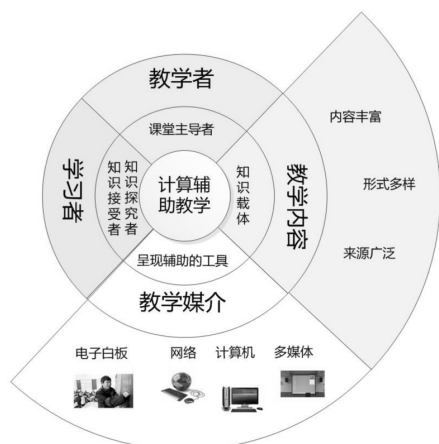 教学者
课堂主导者
学习者
知识接受者
知识探究者
计算辅
助教学
知识载体
教学内容
内容丰富
形式多样
来源广泛
呈现辅助的工具
教学媒介
电子白板
网络
计算机
多媒体